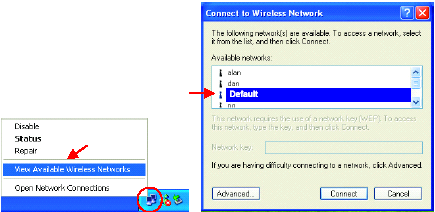 Disable
Status
Repair
View Available Wireless Networks
Open Network Connections
Connect to Wireless Network
The following network(s) are available. To access a network, select
it from the list, and then click Connect.
Available networks:
alan
dan
Default
This network requires the use of a network key (WEP). To access
this network, type the key, and then click Connect.
Network key:
If you are having difficulty connecting to a network, click Advanced.
Advanced...
Connect
Cancel